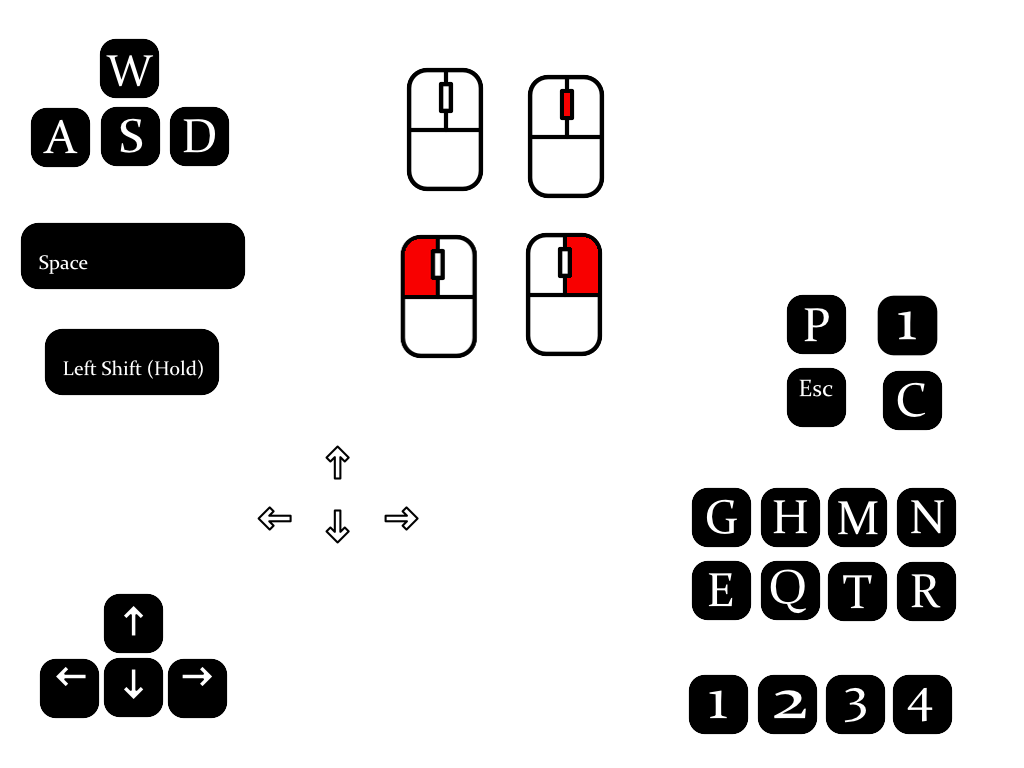 W
A S D
Space
Left Shift (Hold)
P 1
Esc C
G H M N
E Q T R
↑
← ↓ →
1 2 3 4